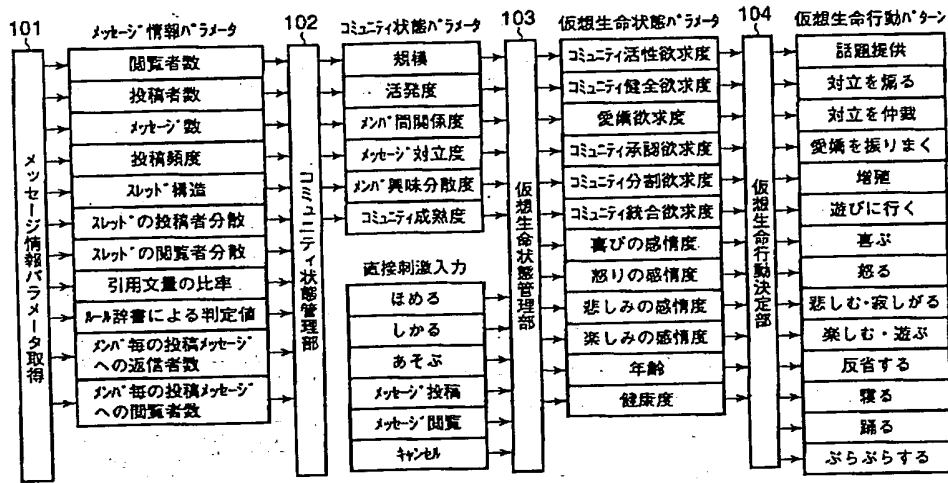 101
メッセージ情報パラメータ
102
コミュニティ状態パラメータ
103
仮想生命状態パラメータ
104
仮想生命行動パターン
メッセージ情報パラメータ取得
閲覧者数
投稿者数
メッセージ数
投稿頻度
スレッド構造
スレッドの投稿者分散
スレッドの閲覧者分散
引用文量の比率
ルール辞書による判定値
メンバ毎の投稿メッセージ
への返信者数
メンバ毎の投稿メッセージ
への閲覧者数
コミュニティ状態管理部
規模
活発度
メンバ間関係度
メッセージ対立度
メンバ興味分散度
コミュニティ成熟度
直接刺激入力
ほめる
しかる
あそぶ
メッセージ投稿
メッセージ閲覧
キャンセル
仮想生命状態管理部
コミュニティ活性欲求度
コミュニティ健全欲求度
愛嬌欲求度
コミュニティ承認欲求度
コミュニティ分割欲求度
コミュニティ統合欲求度
喜びの感情度
怒りの感情度
悲しみの感情度
楽しみの感情度
年齢
健康度
仮想生命行動決定部
話題提供
対立を煽る
対立を仲裁
愛嬌を振りまく
増殖
遊びに行く
喜ぶ
怒る
悲しむ・寂しがる
楽しむ・遊ぶ
反省する
寝る
踊る
ぶらぶらする